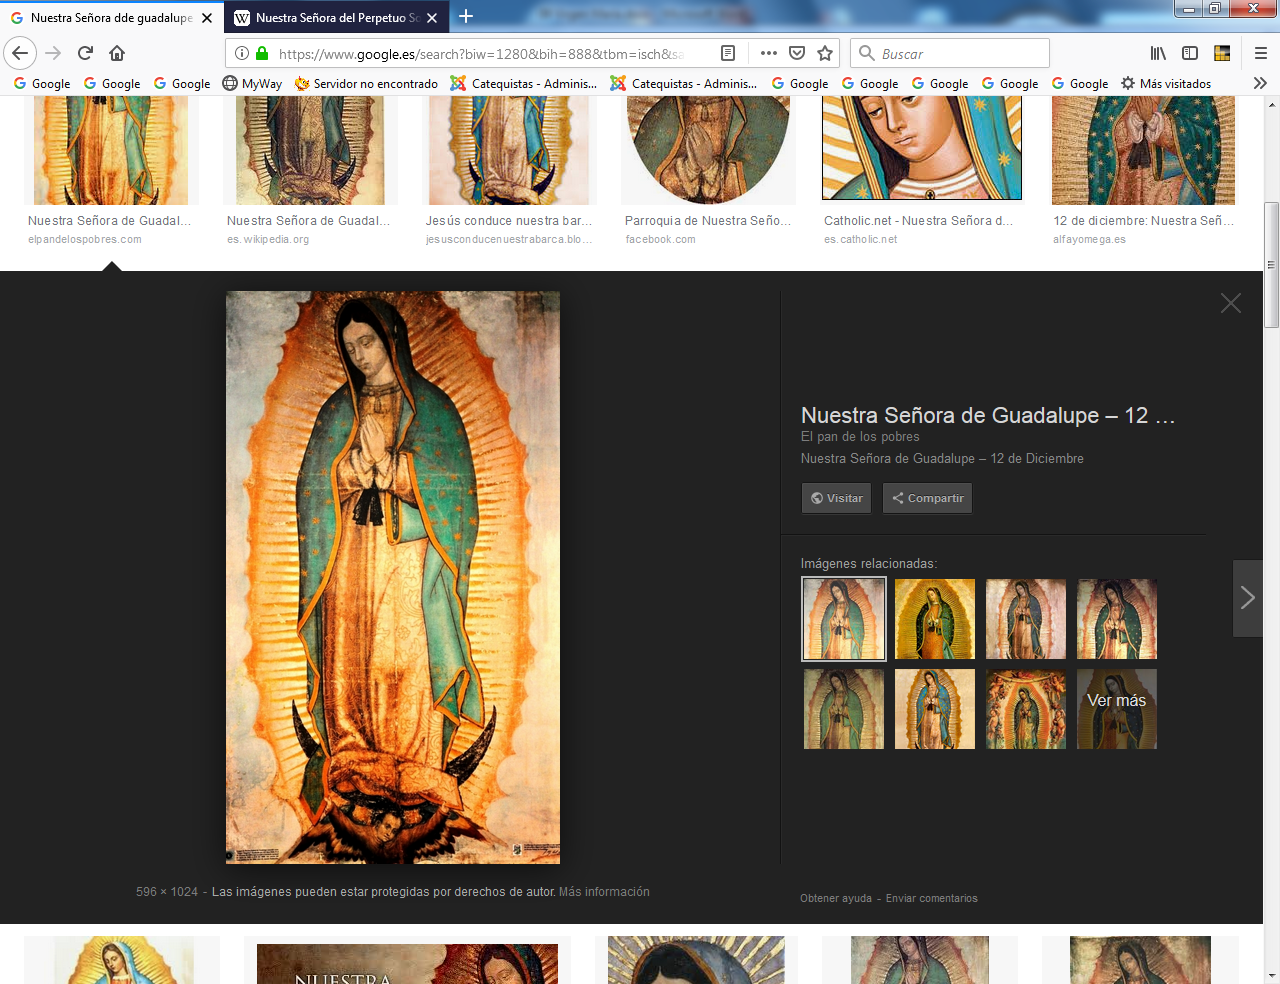 Nuestra Señora dde guadalupe
Nuestra Señora del Perpetuo So
https://www.google.es/search?biw=1280&bih=888&tbm=isch&sa
Buscar
Google
Google
Google
MyWay
Servidor no encontrado
Catequistas - Adminis...
Catequistas - Adminis...
Google
Google
Google
Google
Google
Más visitados
Nuestra Señora de Guadal...
Nuestra Señora de Guadal...
Jesús conduce nuestra bar...
Parroquia de Nuestra Seño...
Catholic.net - Nuestra Señora d...
12 de diciembre: Nuestra Señ...
elpandelospobres.com
es.wikipedia.org
jesusconducenuestrabarca.blo...
facebook.com
es.catholic.net
alfayomega.es
Nuestra Señora de Guadalupe – 12 ...
El pan de los pobres
Nuestra Señora de Guadalupe – 12 de Diciembre
Visitar
Compartir
Imágenes relacionadas:
Ver más
596 × 1024 - Las imágenes pueden estar protegidas por derechos de autor. Más información
Obtener ayuda - Enviar comentarios
NUESTRA